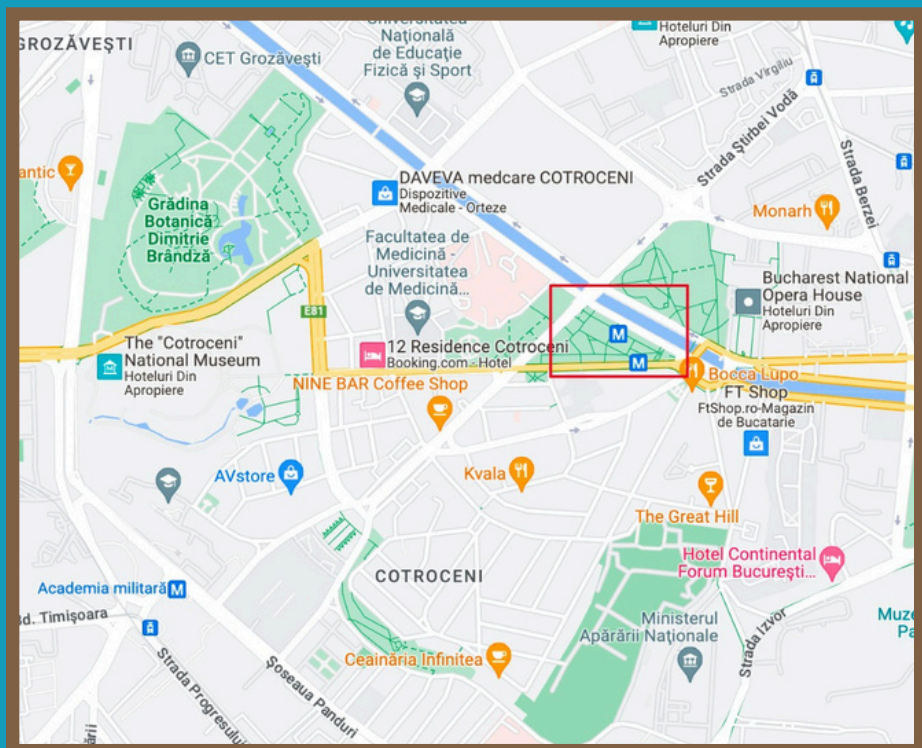 GROZĂVEȘTI
CET Grozăvești
Universitatea
Națională
de Educație
Fizică și Sport
Hoteluri Din
Apropiere
Strada Virgiliu
Strada Știrbei Vodă
Strada Berzei
antic
Grădina
Botanică
Dimitrie
Brândză
DAVEVA medcare COTROCENI
Dispozitive
Medicale - Orteze
Monarh
Facultatea de
Medicină -
Universitatea
de Medicină...
Bucharest National
Opera House
Hoteluri Din
Apropiere
E81
The "Cotroceni"
National Museum
Hoteluri Din
Apropiere
12 Residence Cotroceni
Booking.com - Hotel
M
M
NINE BAR Coffee Shop
Bocca Lupo
FT Shop
FtShop.ro-Magazin
de Bucatarie
AVstore
Kvala
The Great Hill
Hotel Continental
Forum București...
COTROCENI
Academia militară M
Bd. Timișoara
Ministerul
Apărării Naționale
Muze
Pa
Strada Izvor
Ceainăria Infinitea
Șoseaua Panduri
Strada Progresului
ării